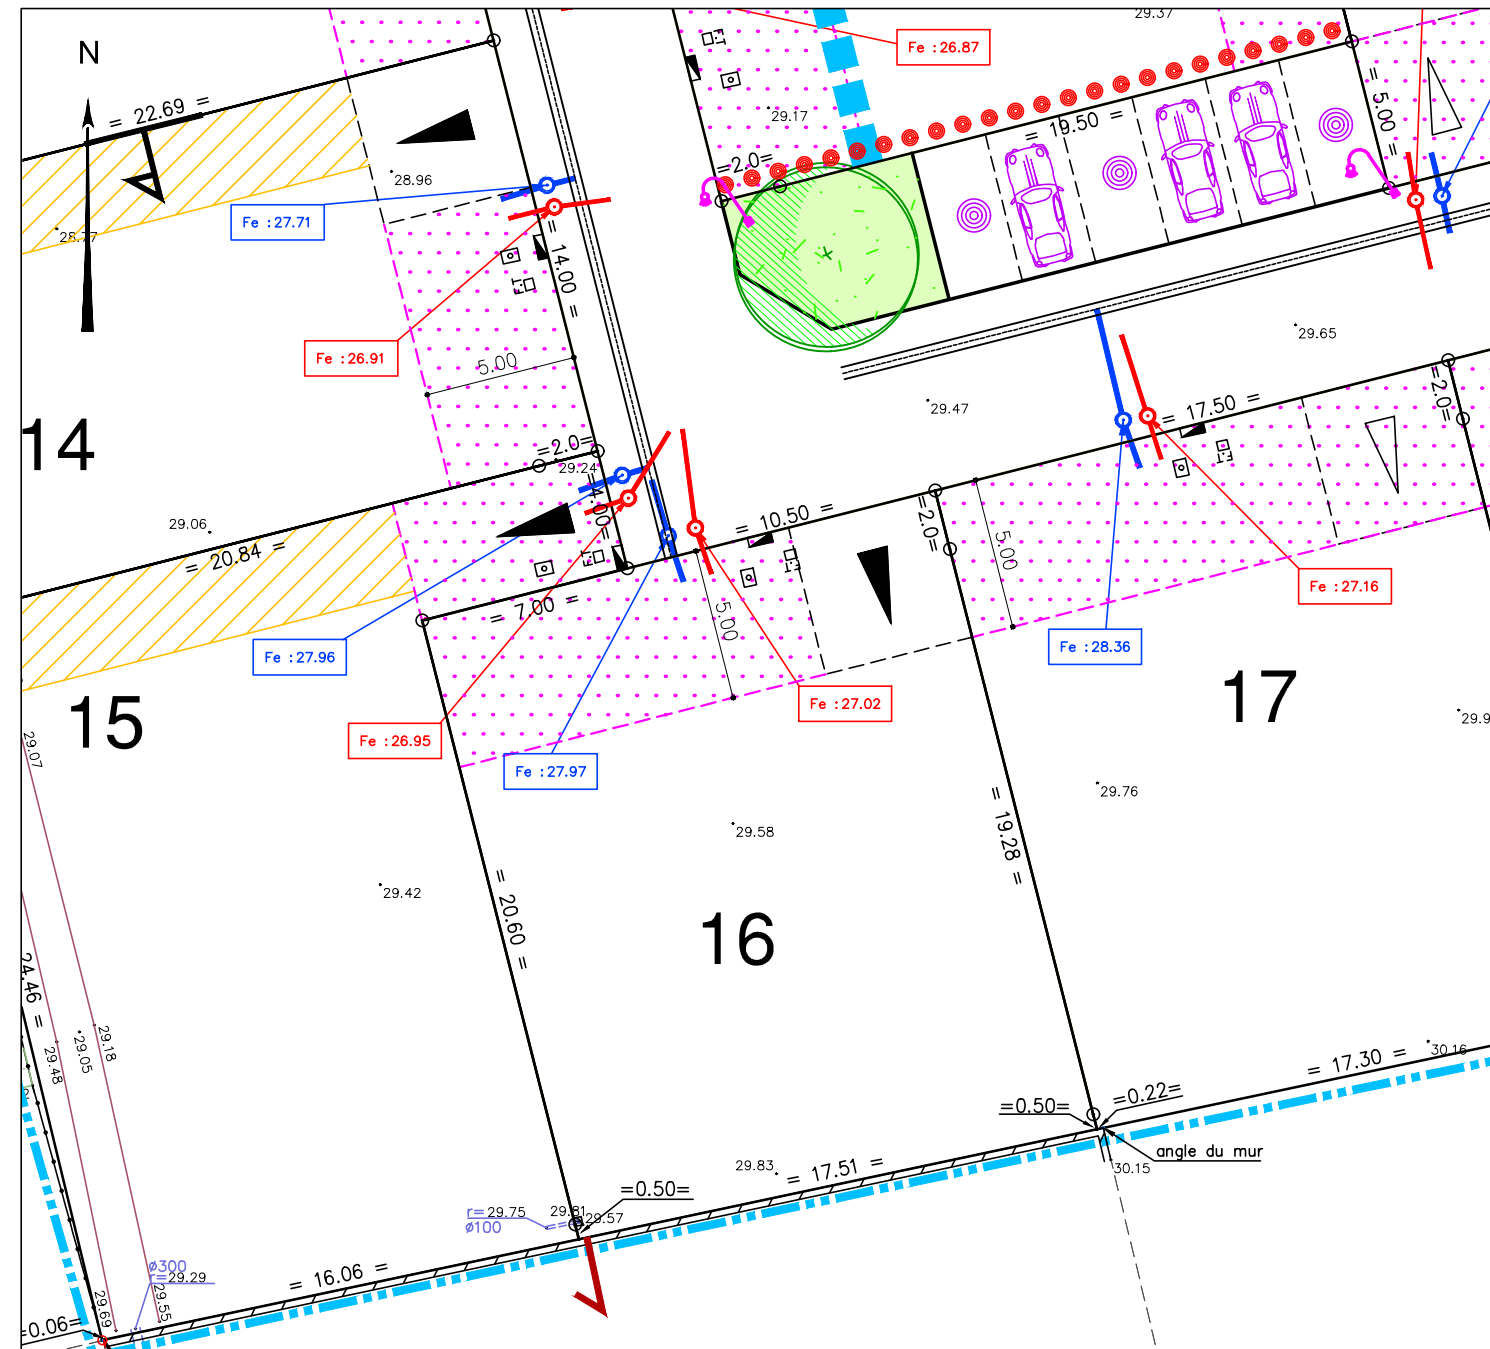 29.37
N
Fe :26.87
= 22.69 =
= 5.00 =
F.T
29.17
= 19.50 =
=2.0=
28.96
Fe :27.71
28.77
= 14.00 =
F.T
29.65
Fe :26.91
5.00
=2.0=
29.47
= 17.50 =
14
=2.0=
F.T
29.24
=4.00=
29.06
= 10.50 =
=2.0=
5.00
= 20.84 =
F.T
F.T
Fe :27.16
= 7.00 =
5.00
Fe :28.36
Fe :27.96
17
15
Fe :27.02
29.9
Fe :26.95
29.07
Fe :27.97
29.76
29.58
= 19.28 =
29.42
= 20.60 =
16
24.46 =
29.18
29.05
29.48
30.16
= 17.30 =
=0.22=
=0.50=
angle du mur
29.83
= 17.51 =
30.15
=0.50=
r=29.75
29.81
29.57
ø100
ø300
r=29.29
= 16.06 =
29.69
29.55
=0.06=